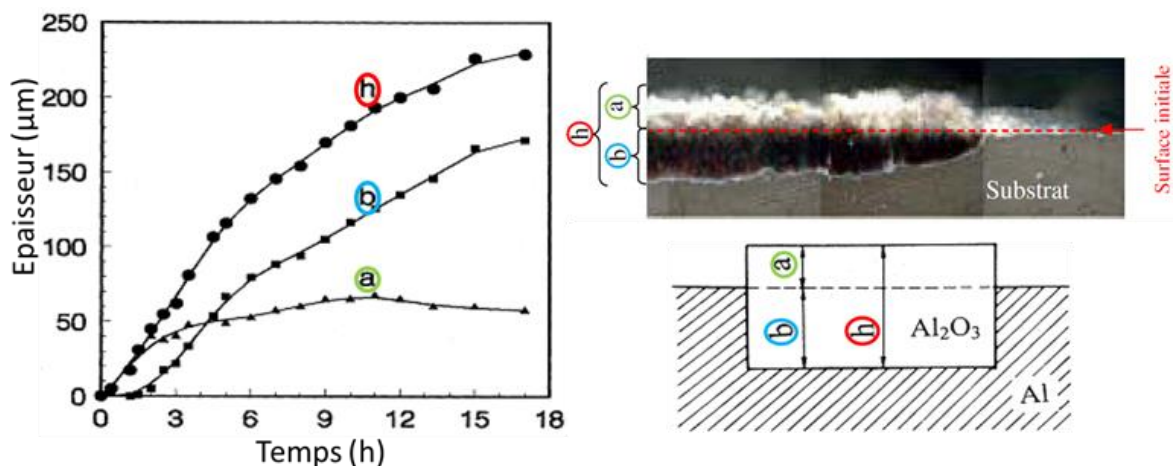 Epaisseur (µm)
250
200
150
100
50
0
h
b
a
0 3 6 9 12 15 18
Temps (h)
h
a
b
Substrat
Surface initiale
a
b
h
Al₂O₃
Al